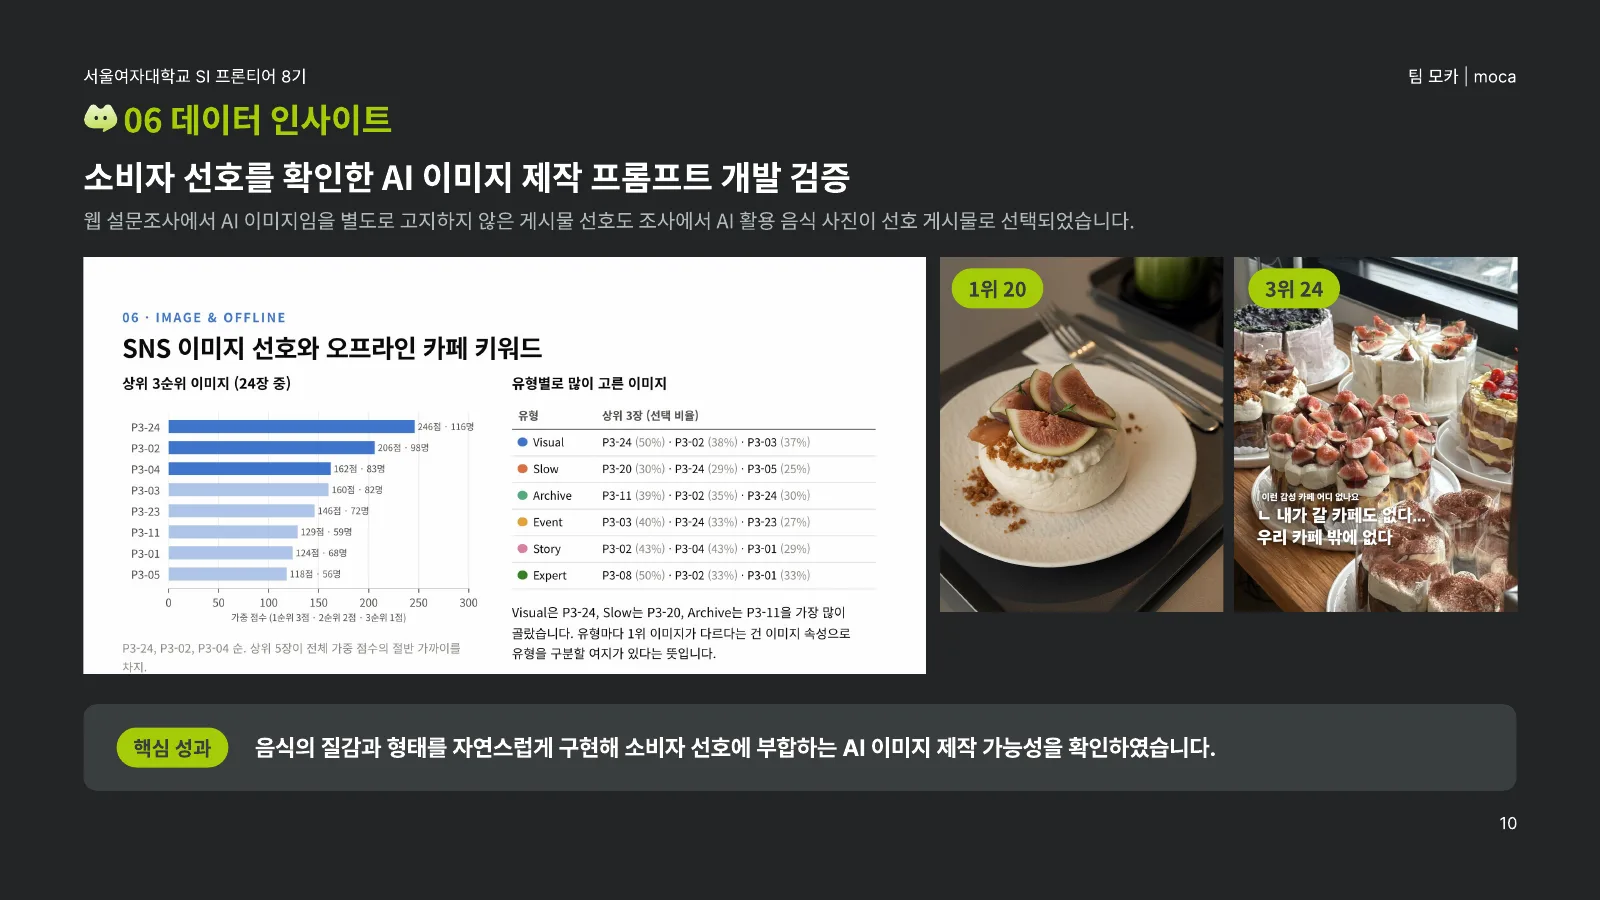 서울여자대학교 SI 프론티어 8기
팀 모카 | moca
06 데이터 인사이트
소비자 선호를 확인한 AI 이미지 제작 프롬프트 개발 검증
웹 설문조사에서 AI 이미지임을 별도로 고지하지 않은 게시물 선호도 조사에서 AI 활용 음식 사진이 선호 게시물로 선택되었습니다.
06 · IMAGE & OFFLINE
SNS 이미지 선호와 오프라인 카페 키워드
상위 3순위 이미지 (24장 중)
P3-24 246점 · 116명
P3-02 206점 · 98명
P3-04 162점 · 83명
P3-03 160점 · 82명
P3-23 146점 · 72명
P3-11 129점 · 59명
P3-01 124점 · 68명
P3-05 118점 · 56명
0 50 100 150 200 250 300
가중 점수 (1순위 3점 · 2순위 2점 · 3순위 1점)
P3-24, P3-02, P3-04 순. 상위 5장이 전체 가중 점수의 절반 가까이를
차지.
유형별로 많이 고른 이미지
유형 상위 3장 (선택 비율)
Visual P3-24 (50%) · P3-02 (38%) · P3-03 (37%)
Slow P3-20 (30%) · P3-24 (29%) · P3-05 (25%)
Archive P3-11 (39%) · P3-02 (35%) · P3-24 (30%)
Event P3-03 (40%) · P3-24 (33%) · P3-23 (27%)
Story P3-02 (43%) · P3-04 (43%) · P3-01 (29%)
Expert P3-08 (50%) · P3-02 (33%) · P3-01 (33%)
Visual은 P3-24, Slow는 P3-20, Archive는 P3-11을 가장 많이
골랐습니다. 유형마다 1위 이미지가 다르다는 건 이미지 속성으로
유형을 구분할 여지가 있다는 뜻입니다.
1위 20
3위 24
이런 감성 카페 어디 없나요
ㄴ 내가 갈 카페도 없다...
우리 카페 밖에 없다
핵심 성과
음식의 질감과 형태를 자연스럽게 구현해 소비자 선호에 부합하는 AI 이미지 제작 가능성을 확인하였습니다.
10